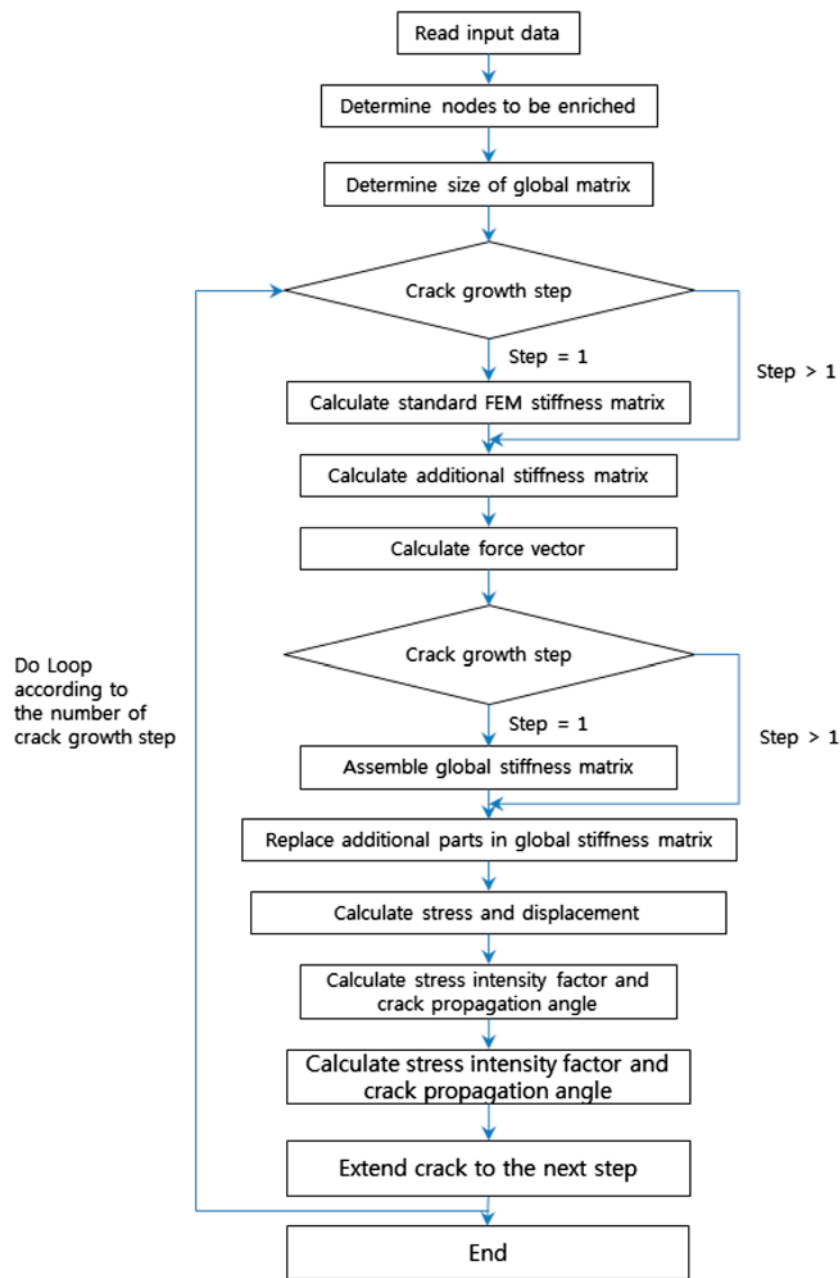 Read input data
Determine nodes to be enriched
Determine size of global matrix
Crack growth step
Step = 1
Step > 1
Calculate standard FEM stiffness matrix
Calculate additional stiffness matrix
Calculate force vector
Crack growth step
Do Loop
according to
the number of
crack growth step
Step = 1
Step > 1
Assemble global stiffness matrix
Replace additional parts in global stiffness matrix
Calculate stress and displacement
Calculate stress intensity factor and
crack propagation angle
Calculate stress intensity factor and
crack propagation angle
Extend crack to the next step
End